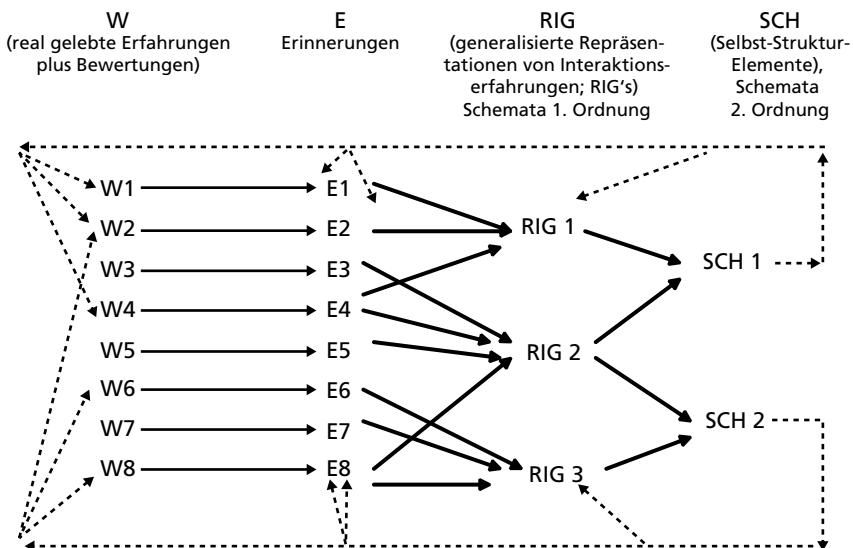 W
(real gelebte Erfahrungen
plus Bewertungen)
E
Erinnerungen
RIG
(generalisierte Repräsen-
tationen von Interaktions-
erfahrungen; RIG's)
Schemata 1. Ordnung
SCH
(Selbst-Struktur-
Elemente),
Schemata
2. Ordnung
W1
W2
W3
W4
W5
W6
W7
W8
E1
E2
E3
E4
E5
E6
E7
E8
RIG 1
RIG 2
RIG 3
SCH 1
SCH 2